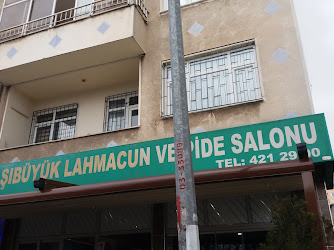 ŞIBÜYÜK LAHMACUN VE PİDE SALONU
TEL: 421 29